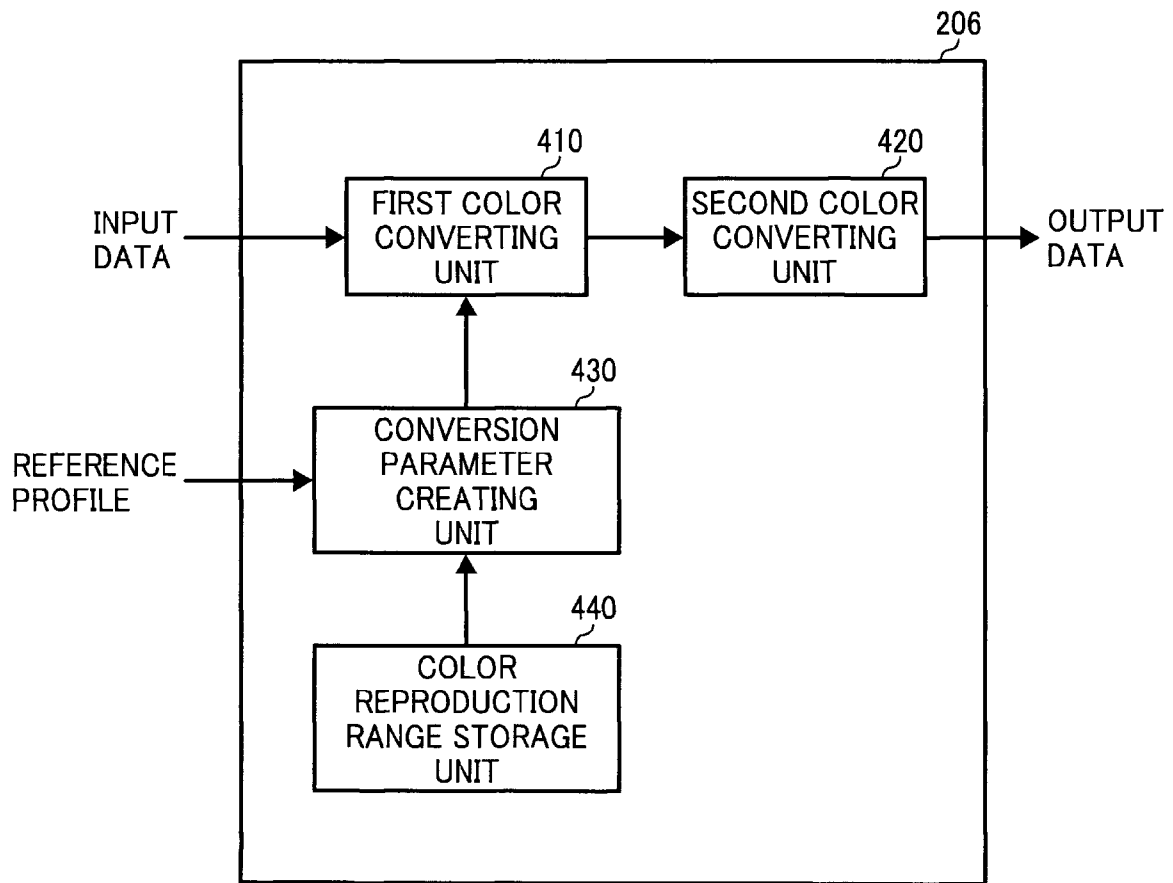 206
410
420
FIRST COLOR
CONVERTING
UNIT
SECOND COLOR
CONVERTING
UNIT
INPUT
DATA
OUTPUT
DATA
430
CONVERSION
PARAMETER
CREATING
UNIT
REFERENCE
PROFILE
440
COLOR
REPRODUCTION
RANGE STORAGE
UNIT